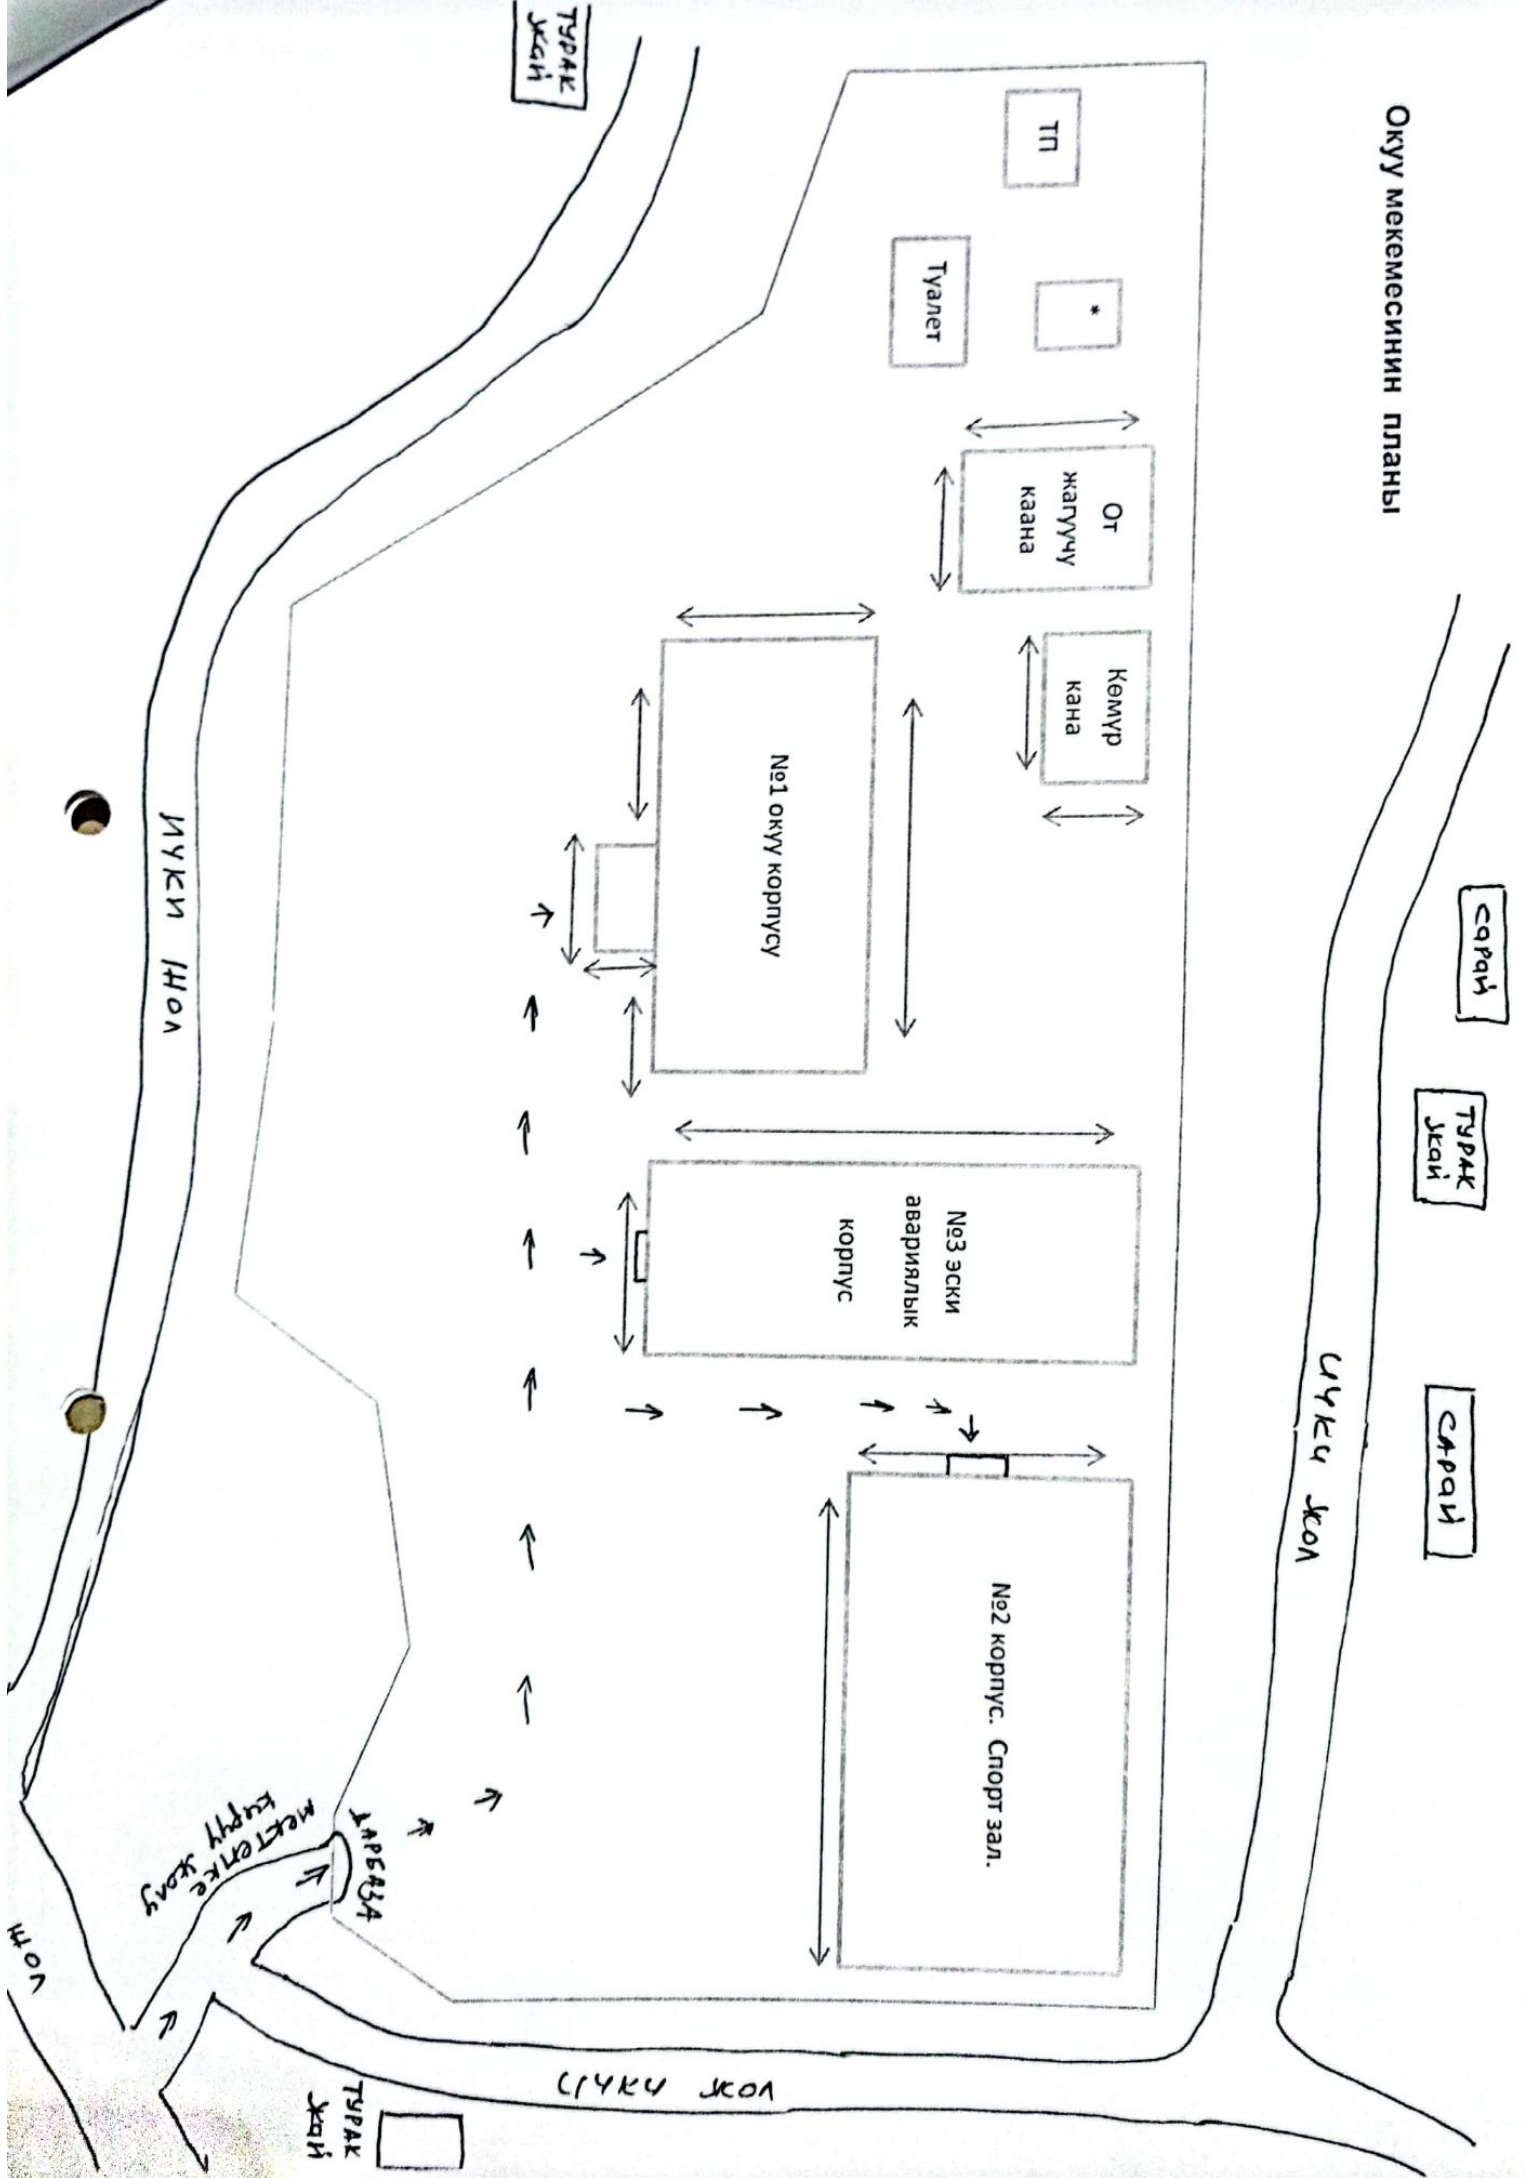 Окуу мекемесинин планы
сарай
ТУРАК
жай
САРАЙ
ИЧКИ ЖОЛ
ТП
*
Туалет
От
жагуучу
каана
Көмүр
кана
№1 окуу корпусу
№3 эски
авариялык
корпус
№2 корпус. Спорт зал.
ТУРАК
жай
ИЧКИ ЖОЛ
ДАРБАЗА
мектепке
кирүү жолу
ЖОЛ
ИЧКИ ЖОЛ
ТУРАК
жай